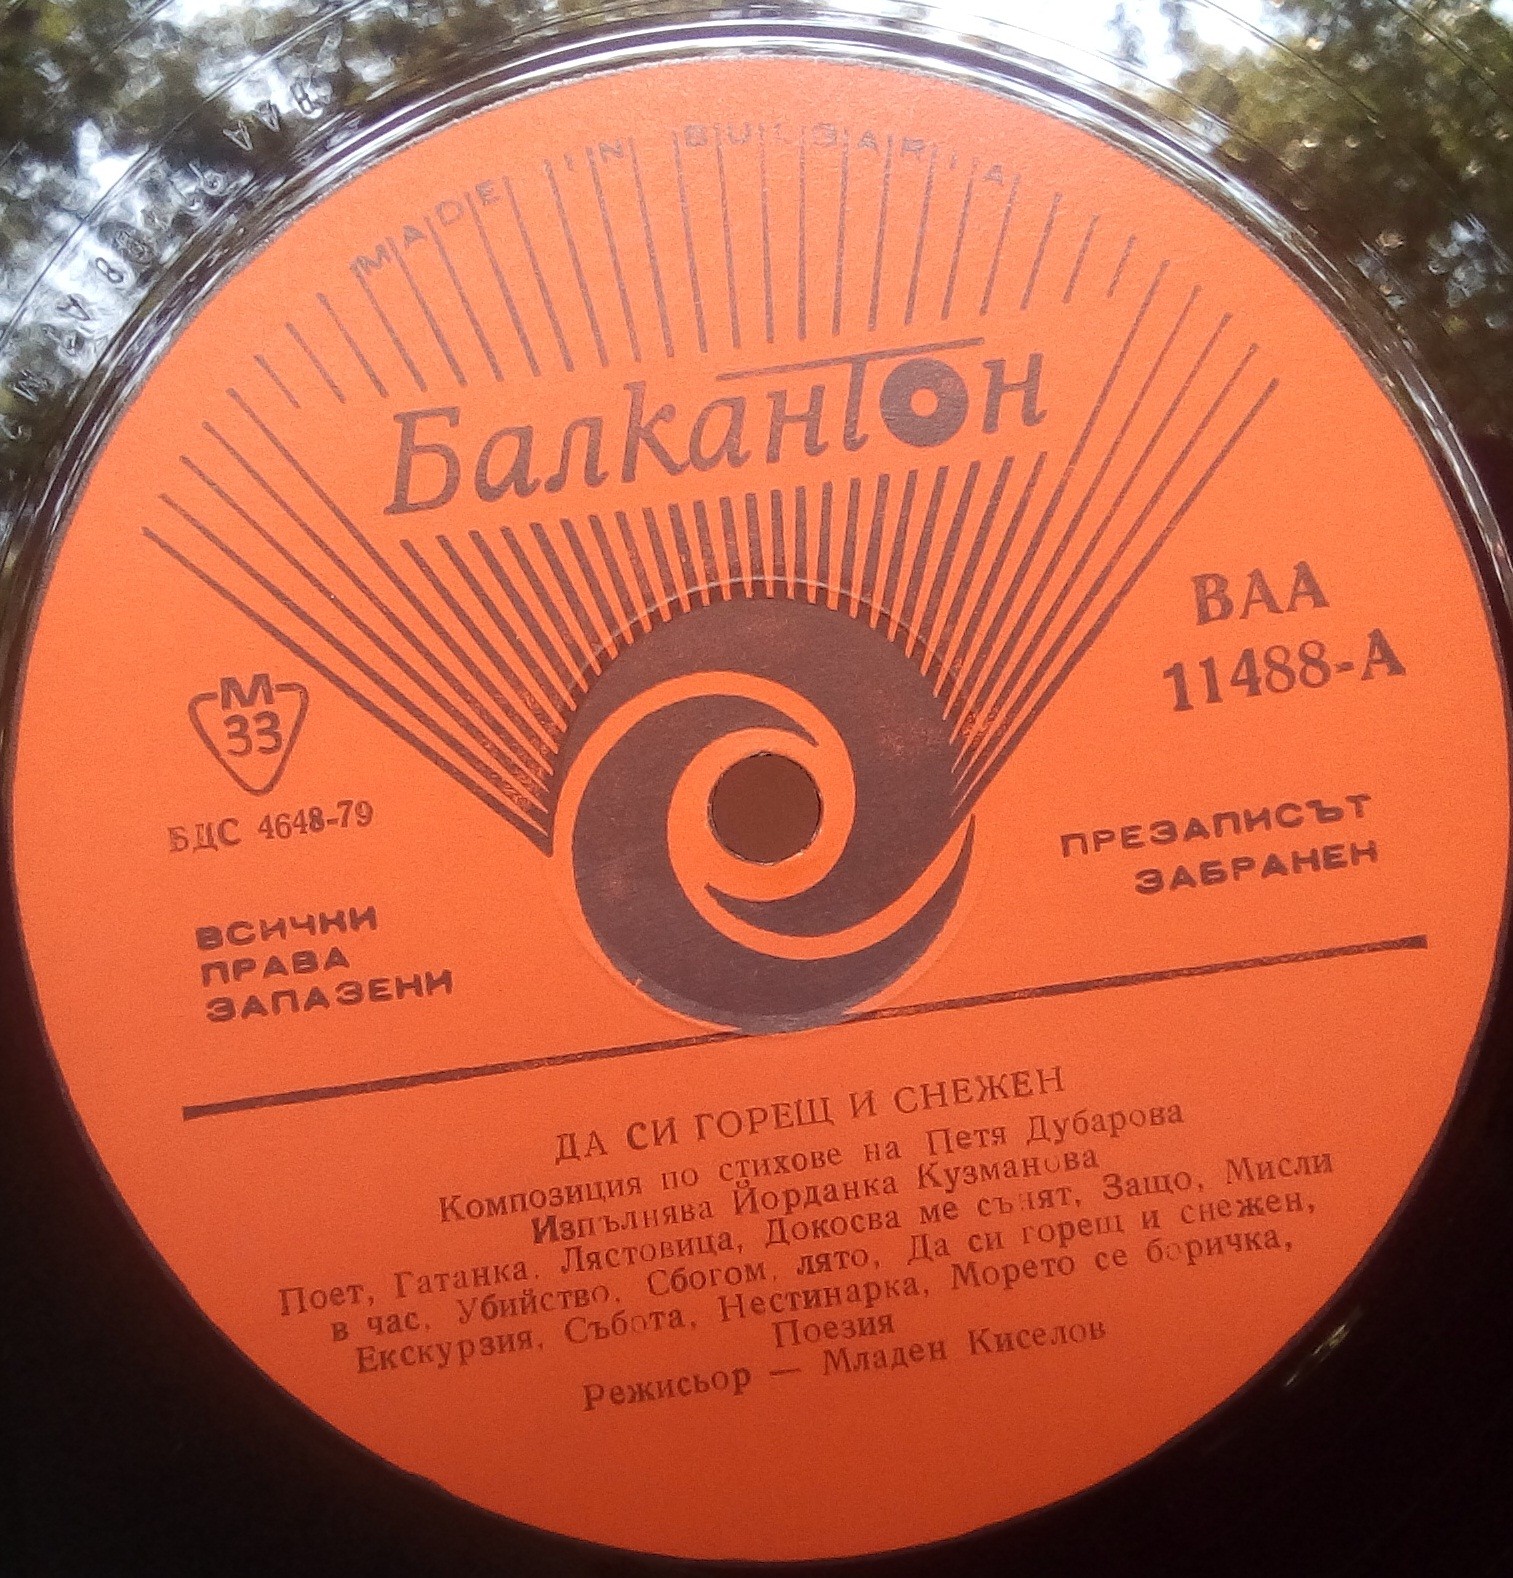 MADE IN BULGARIA
Балкантон
ВАА
11488-А
М
33
БДС 4648-79
ПРЕЗАПИСЪТ
ЗАБРАНЕН
ВСИЧКИ
ПРАВА
ЗАПАЗЕНИ
ДА СИ ГОРЕЩ И СНЕЖЕН
Композиция по стихове на Петя Дубарова
Изпълнява Йорданка Кузманова
Поет, Гатанка. Лястовица, Докосва ме сънят, Защо, Мисли
в час, Убийство, Сбогом, лято, Да си горещ и снежен,
Екскурзия, Събота, Нестинарка, Морето се боричка,
Поезия
Режисьор — Младен Киселов